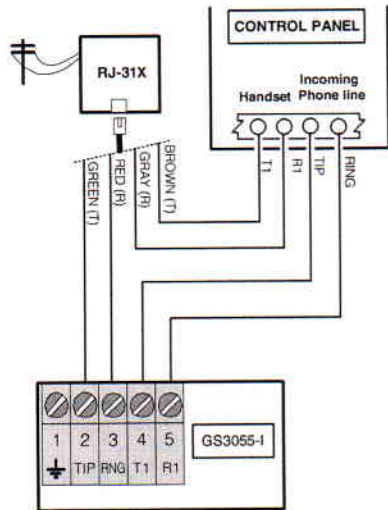 CONTROL PANEL
RJ-31X
Incoming
Handset Phone line
GREEN (T)
RED (R)
GRAY (R)
BROWN (T)
T1
R1
TIP
RING
1 2 3 4 5
TIP RNG T1 R1
GS3055-I